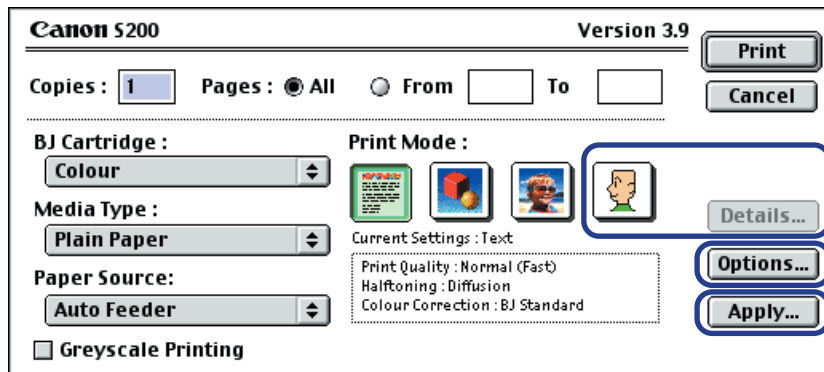 Canon S200 Version 3.9
Print
Copies : 1 Pages : All From To
Cancel
BJ Cartridge : Print Mode :
Colour
Media Type :
Details...
Plain Paper
Current Settings : Text
Options...
Paper Source:
Print Quality : Normal (Fast)
Halftoning : Diffusion
Auto Feeder
Colour Correction : BJ Standard
Apply...
Greyscale Printing